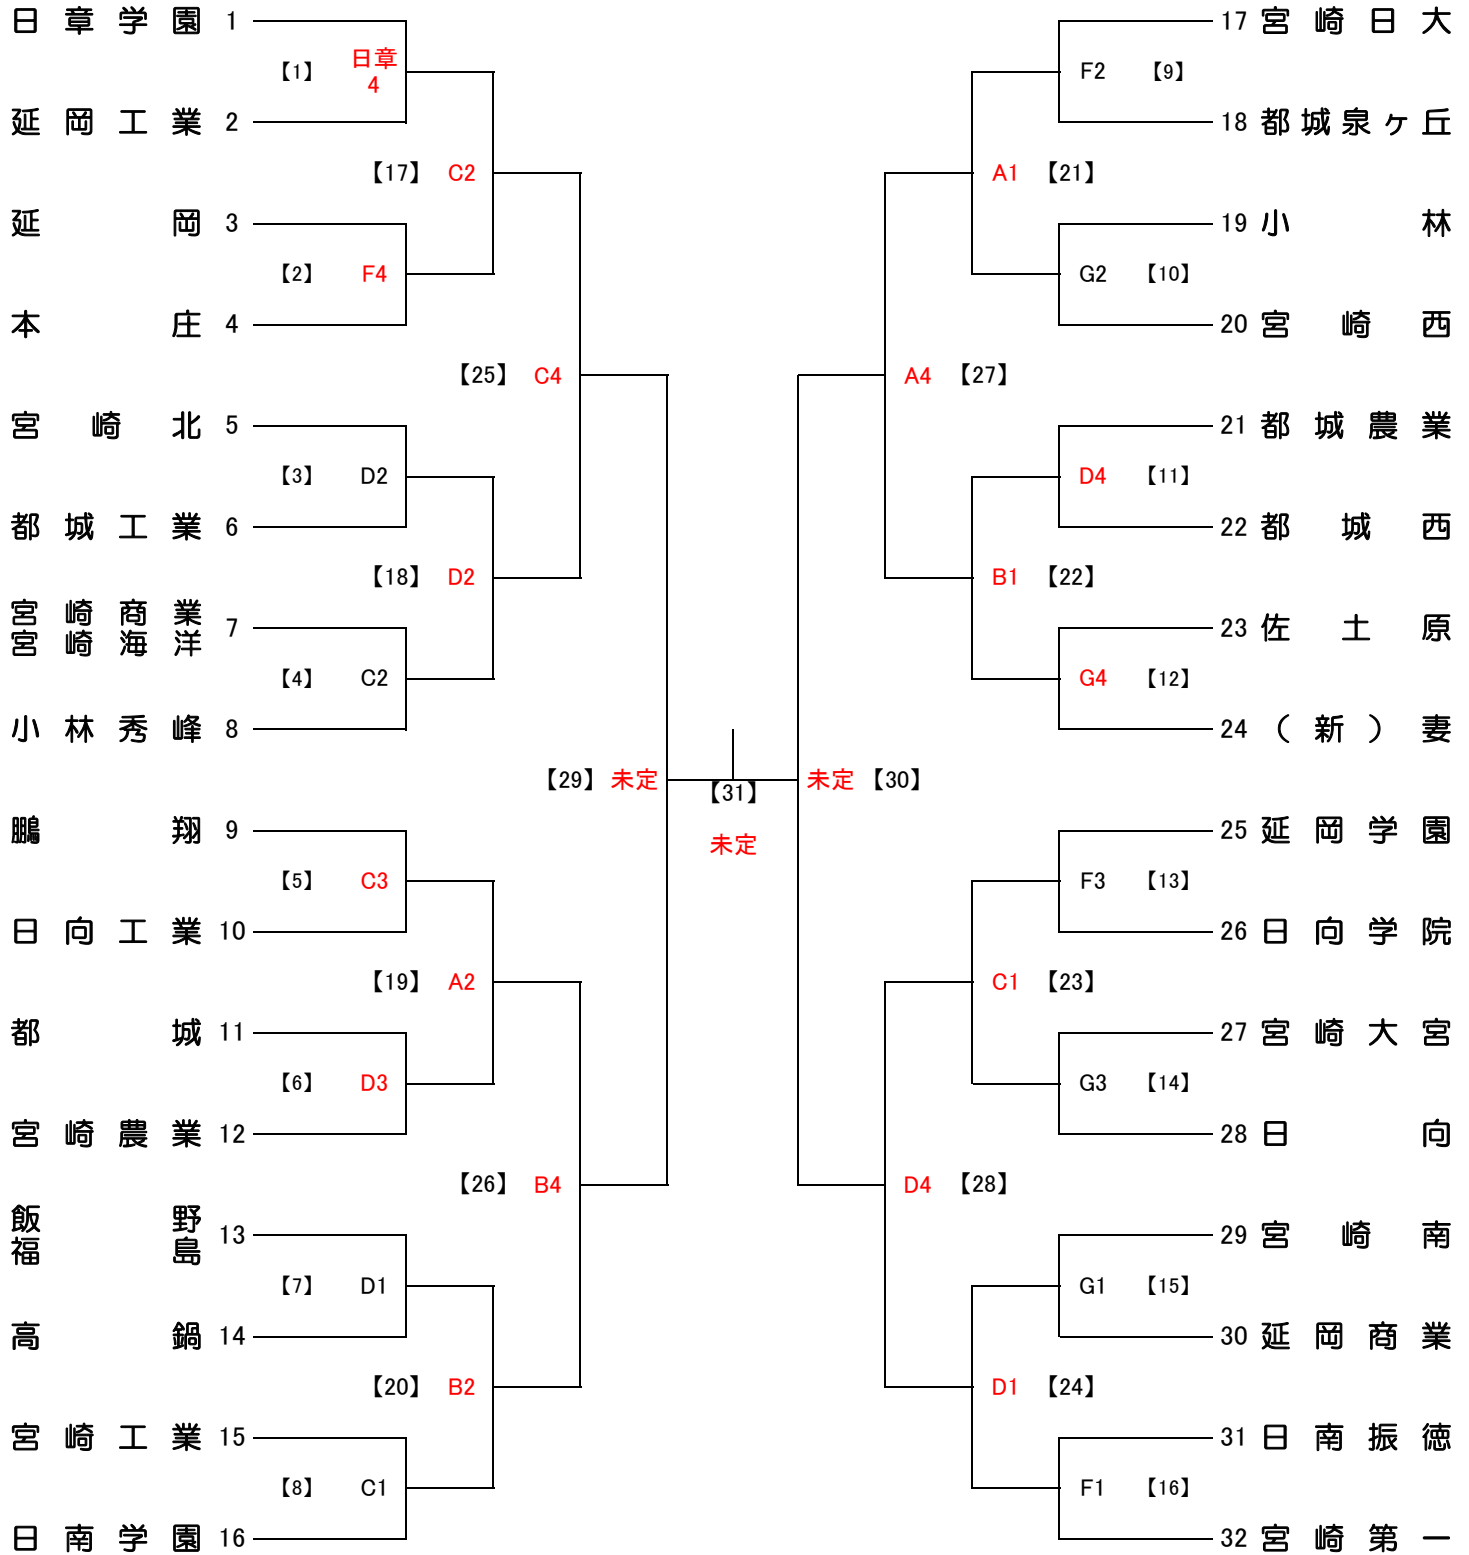 日章学園 1
【1】 日章
4
延岡工業 2
【17】 C2
延岡 3
【2】 F4
本庄 4
【25】 C4
宮崎北 5
【3】 D2
都城工業 6
【18】 D2
宮崎商業
宮崎海洋 7
【4】 C2
小林秀峰 8
【29】 未定
鵬翔 9
【5】 C3
日向工業 10
【19】 A2
都城 11
【6】 D3
宮崎農業 12
【26】 B4
飯野
福島 13
【7】 D1
高鍋 14
【20】 B2
宮崎工業 15
【8】 C1
日南学園 16
【31】
未定
17 宮崎日大
F2 【9】
18 都城泉ヶ丘
A1 【21】
19 小林
G2 【10】
20 宮崎西
A4 【27】
21 都城農業
D4 【11】
22 都城西
B1 【22】
23 佐土原
G4 【12】
24 （新）妻
未定 【30】
25 延岡学園
F3 【13】
26 日向学院
C1 【23】
27 宮崎大宮
G3 【14】
28 日向
D4 【28】
29 宮崎南
G1 【15】
30 延岡商業
D1 【24】
31 日南振徳
F1 【16】
32 宮崎第一